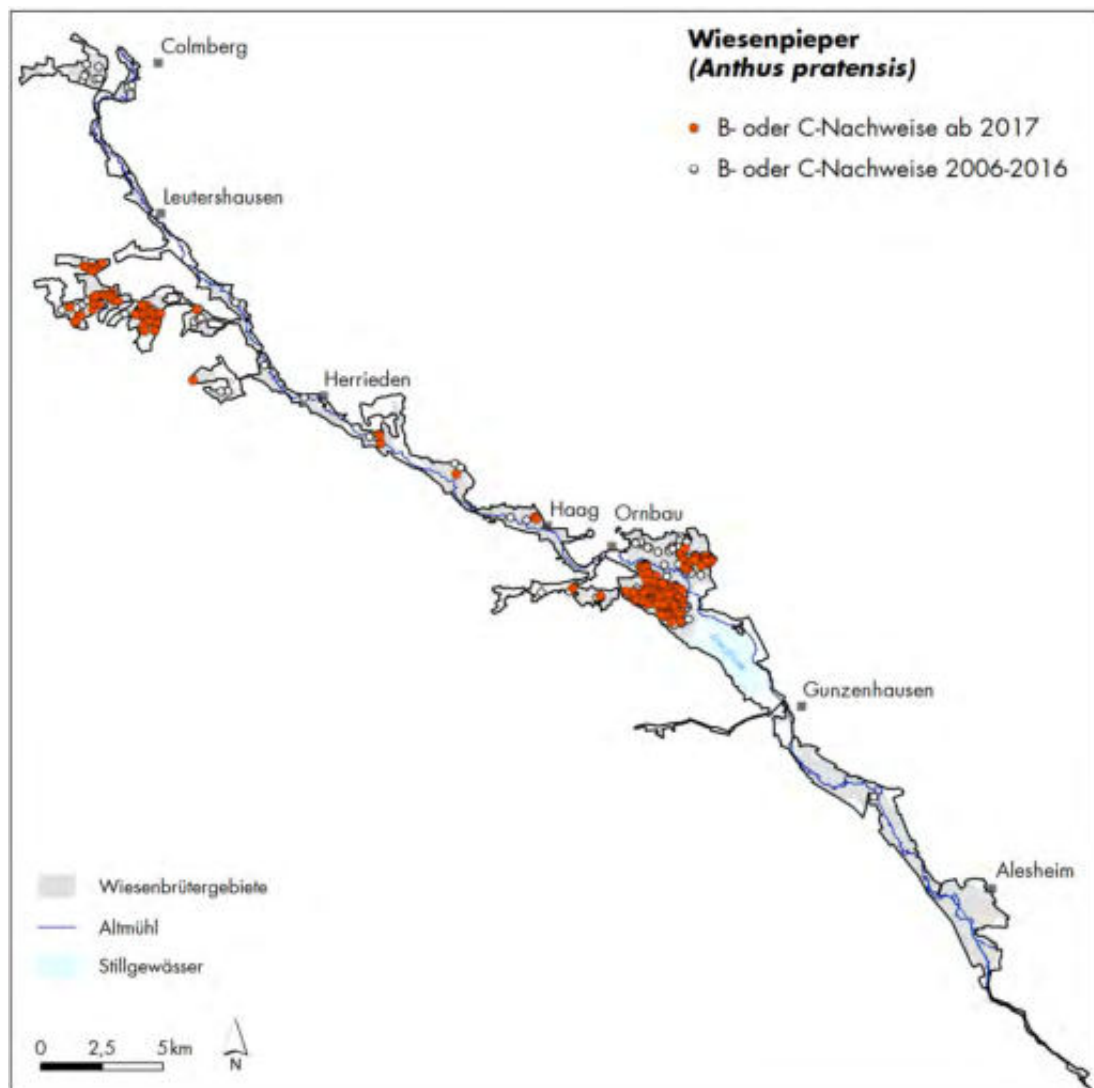 Wiesenpieper
(Anthus pratensis)
B- oder C-Nachweise ab 2017
B- oder C-Nachweise 2006-2016
Colmberg
Leutershausen
Herrieden
Haag
Ornbau
Gunzenhausen
Alesheim
Wiesenbrütergebiete
Altmühl
Stillgewässer
0 2,5 5 km
N